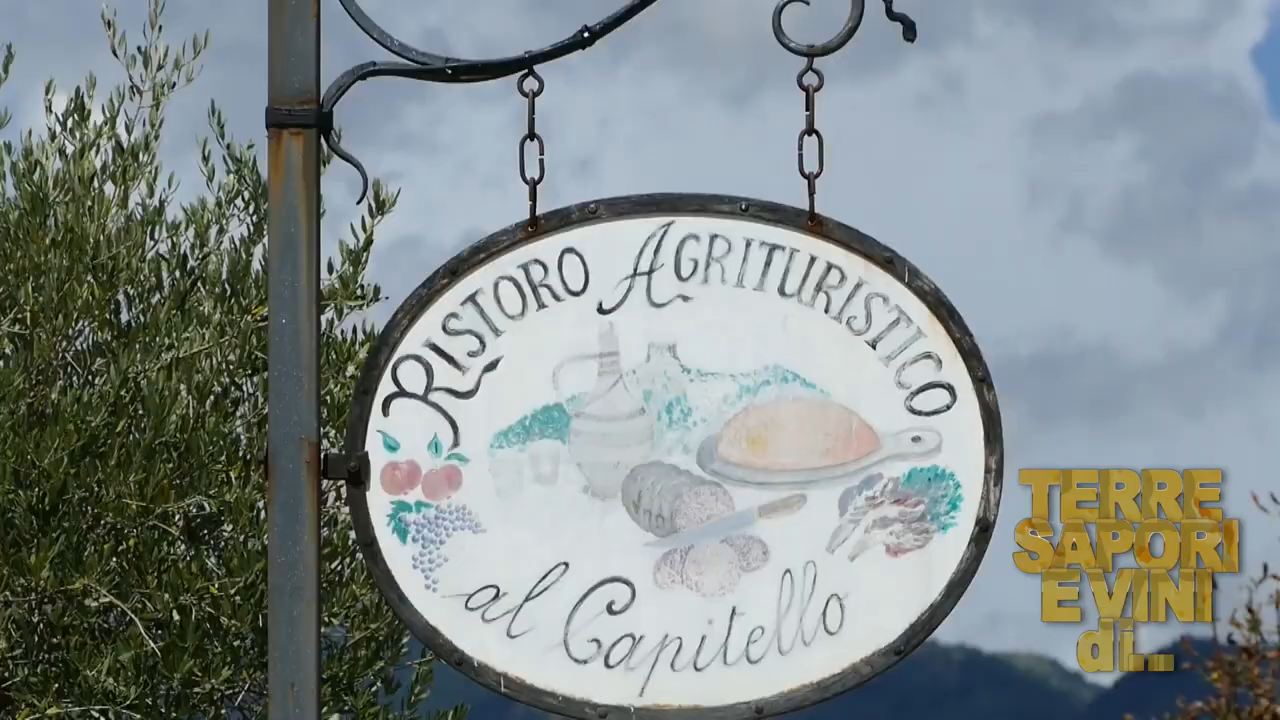 RISTORO AGRITURISTICO
al Capitello
TERRE
SAPORI
E VINI
di...